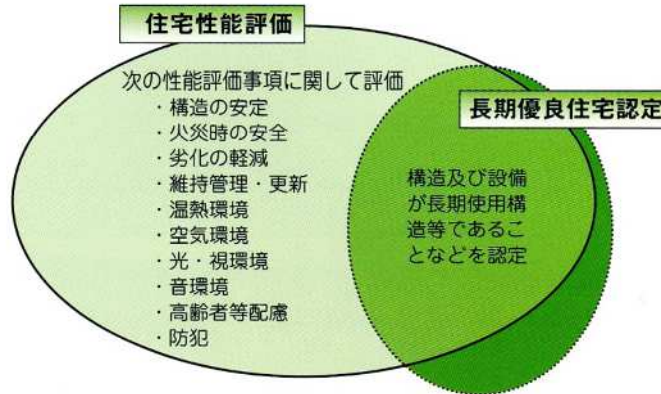 住宅性能評価
次の性能評価事項に関して評価
・構造の安定
・火災時の安全
・劣化の軽減
・維持管理・更新
・温熱環境
・空気環境
・光・視環境
・音環境
・高齢者等配慮
・防犯
長期優良住宅認定
構造及び設備
が長期使用構
造等であるこ
となどを認定